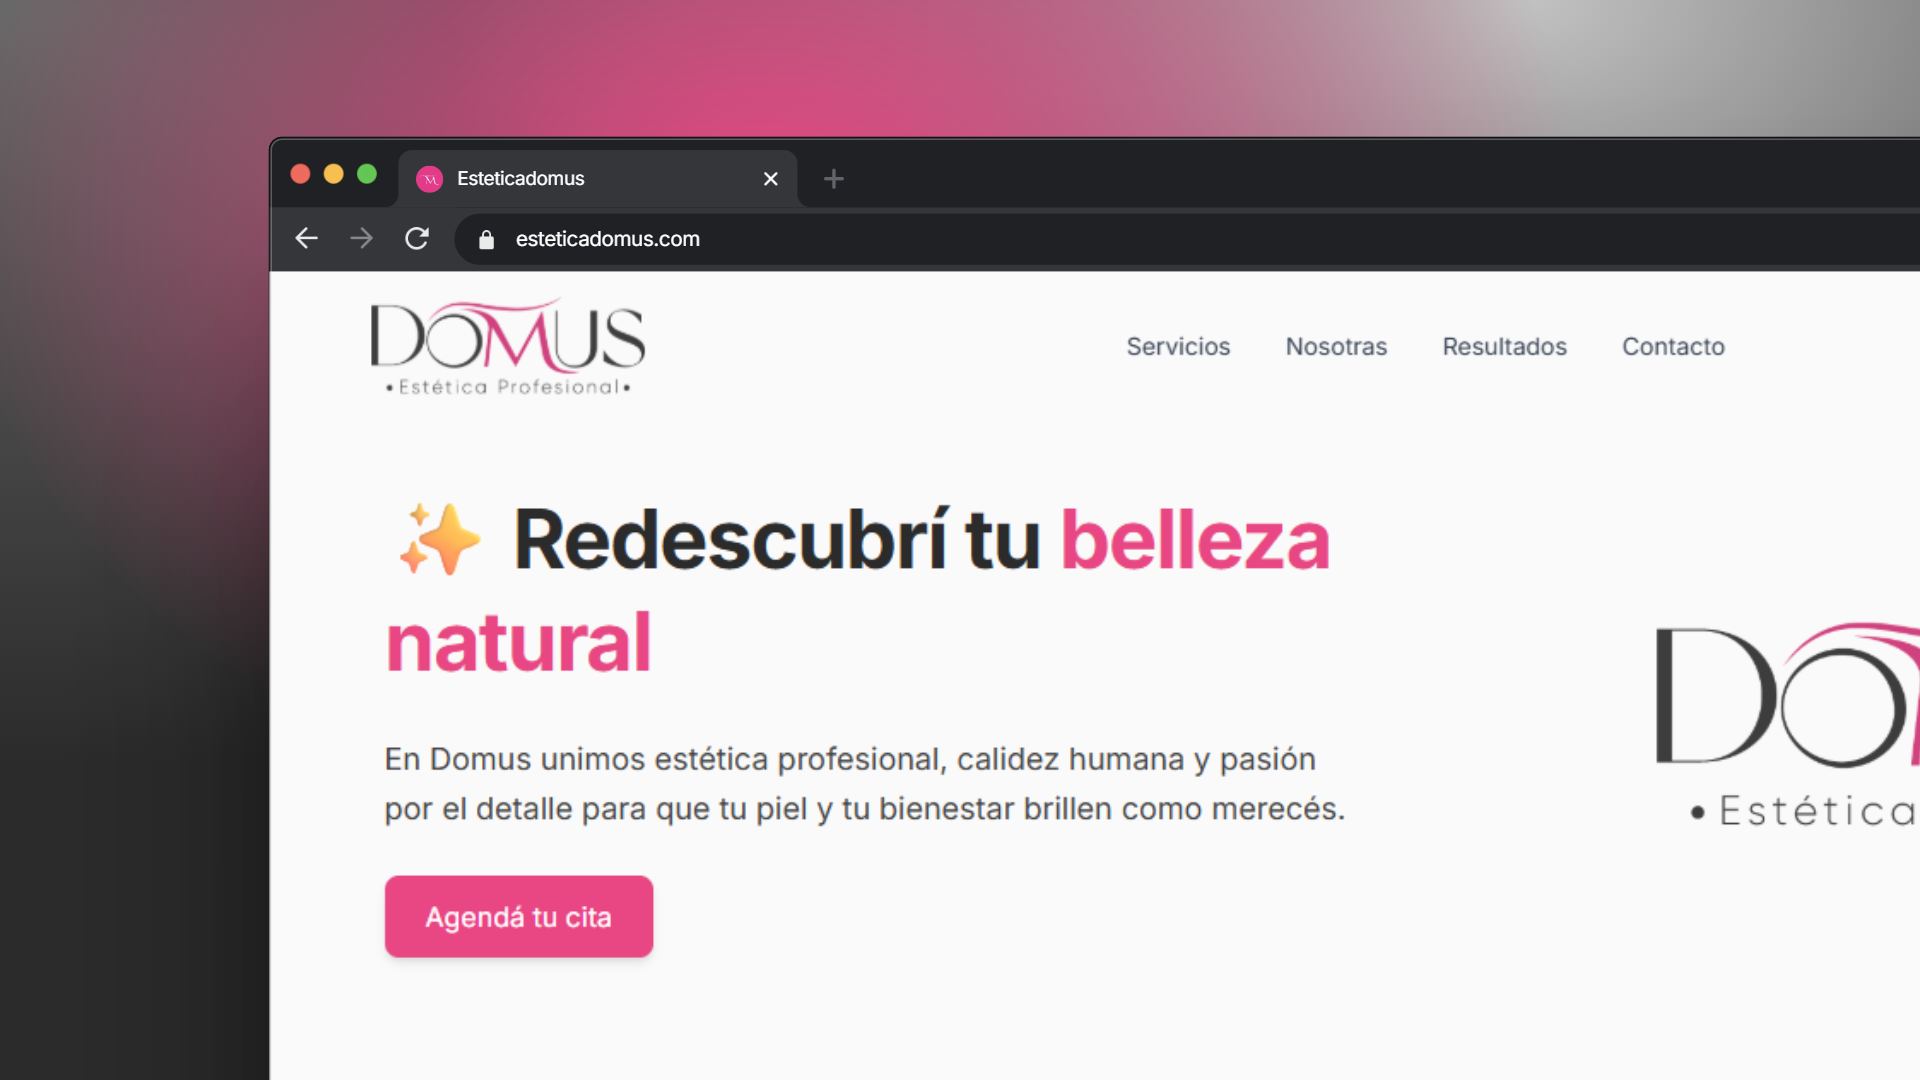 Esteticadomus
esteticadomus.com
DOMUS
•Estética Profesional•
Servicios Nosotras Resultados Contacto
✨ Redescubrí tu belleza
natural
En Domus unimos estética profesional, calidez humana y pasión
por el detalle para que tu piel y tu bienestar brillen como merecés.
Agendá tu cita
DO
• Estética